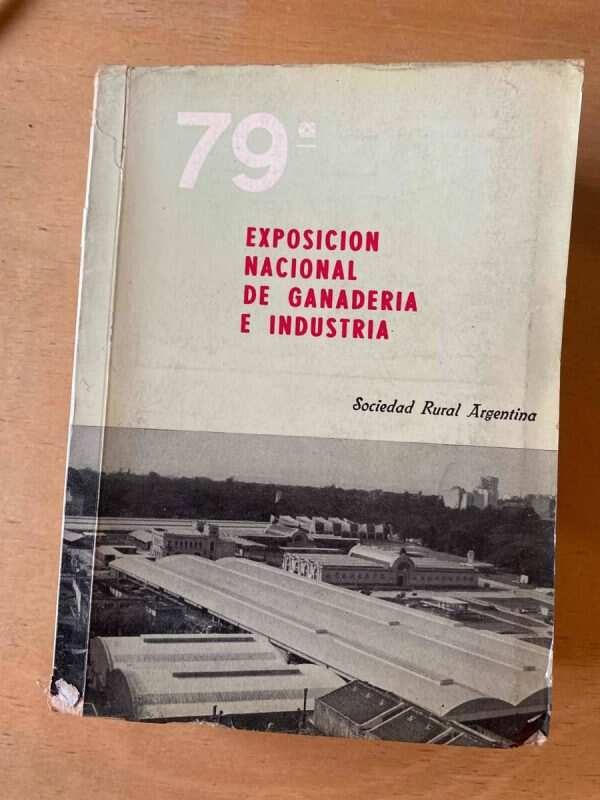 79ª
EXPOSICION
NACIONAL
DE GANADERIA
E INDUSTRIA
Sociedad Rural Argentina